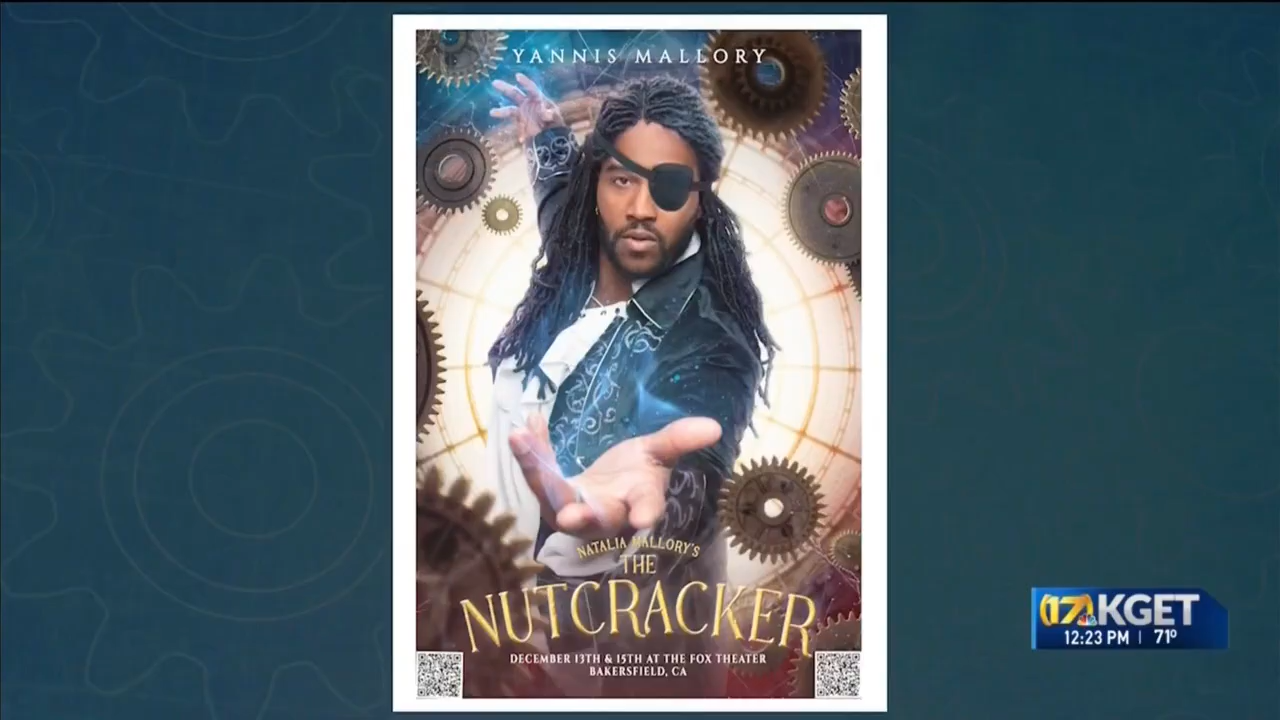 YANNIS MALLORY
NATALIA MALLORY'S
THE
NUTCRACKER
DECEMBER 13TH & 15TH AT THE FOX THEATER
BAKERSFIELD, CA
17 KGET
12:23 PM | 71°